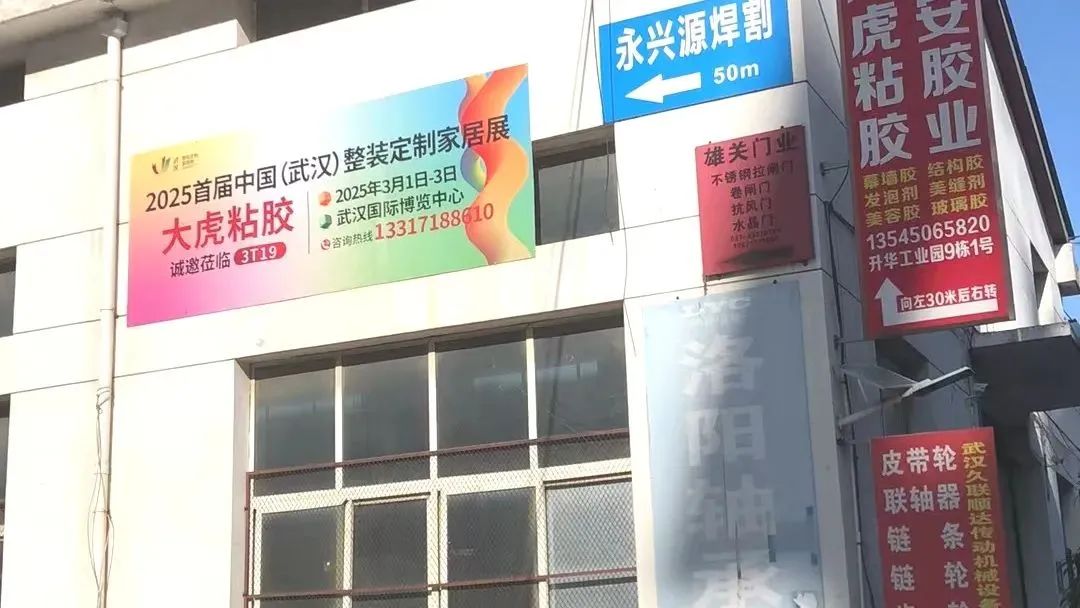 2025首届中国(武汉)整装定制家居展
大虎粘胶
诚邀莅临 3T19
2025年3月1日-3日
武汉国际博览中心
咨询热线 13317188610
永兴源焊割
50m
雄关门业
不锈钢拉闸门
卷闸门
抗风门
水晶门
洛阳轴承
大虎粘胶
安胶业
幕墙胶 结构胶
发泡剂 美缝剂
美容胶 玻璃胶
13545065820
升华工业园9栋1号
向左30米后右转
皮带轮
联轴器
链条
链轮
武汉久联顺达传动机械设